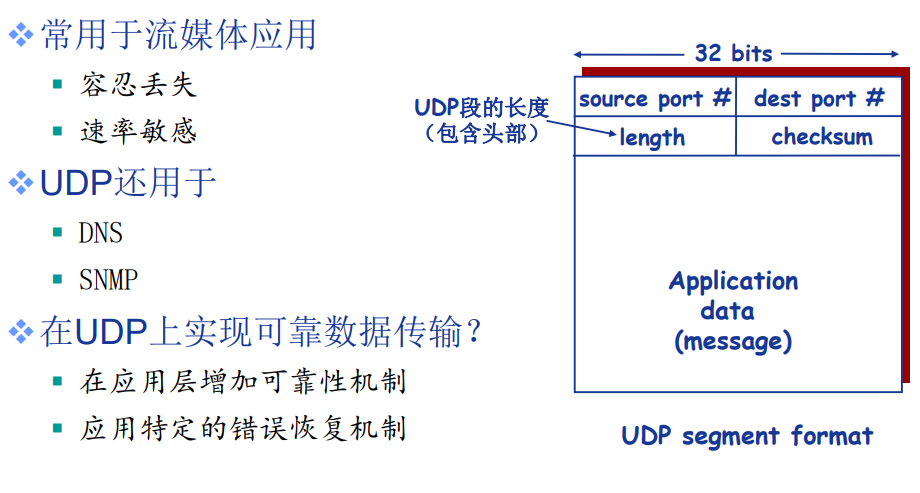 常用于流媒体应用
容忍丢失
速率敏感
UDP还用于
DNS
SNMP
在UDP上实现可靠数据传输?
在应用层增加可靠性机制
应用特定的错误恢复机制
32 bits
UDP段的长度
（包含头部）
source port # dest port #
length checksum
Application
data
(message)
UDP segment format